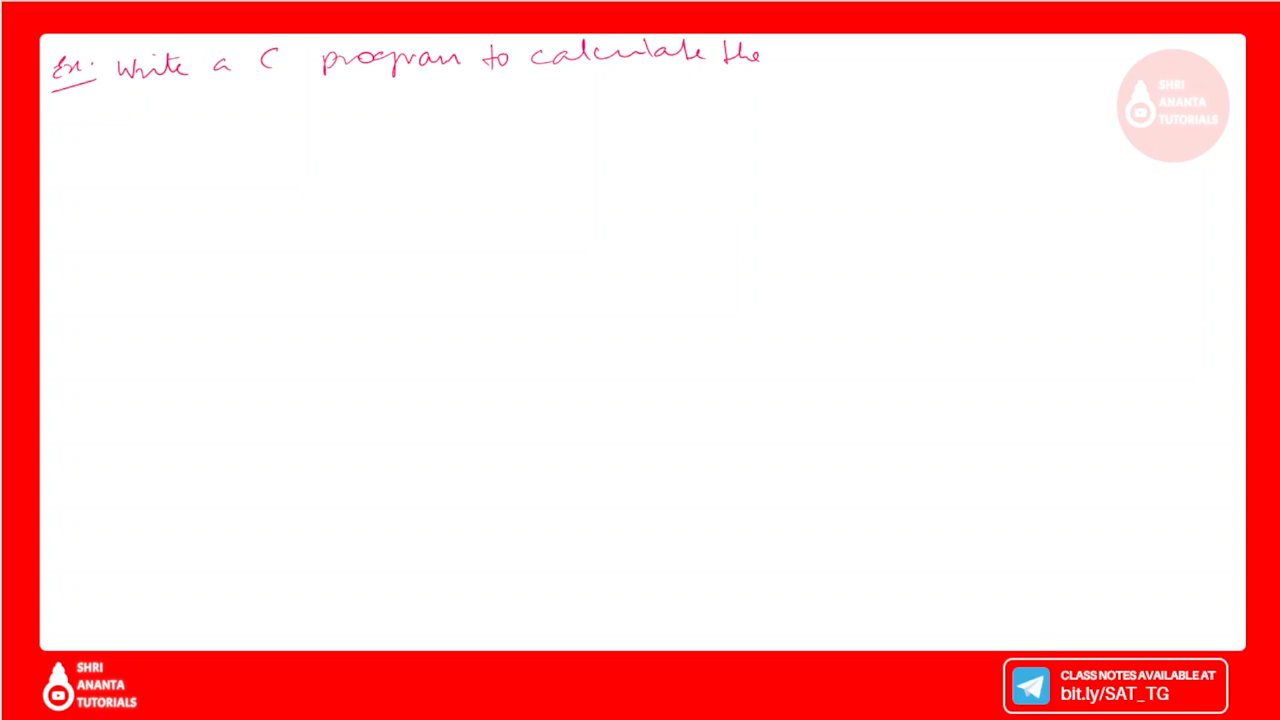 Ex: Write a C program to calculate the
SHRI
ANANTA
TUTORIALS
SHRI
ANANTA
TUTORIALS
CLASS NOTES AVAILABLE AT
bit.ly/SAT_TG